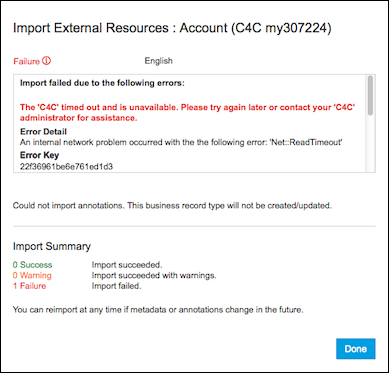 Import External Resources : Account (C4C my307224)
Failure English
Import failed due to the following errors:
The 'C4C' timed out and is unavailable. Please try again later or contact your 'C4C'
administrator for assistance.
Error Detail
An internal network problem occurred with the the following error: 'Net::ReadTimeout'
Error Key
22f36961be6e761ed1d3
Could not import annotations. This business record type will not be created/updated.
Import Summary
0 Success Import succeeded.
0 Warning Import succeeded with warnings.
1 Failure Import failed.
You can reimport at any time if metadata or annotations change in the future.
Done